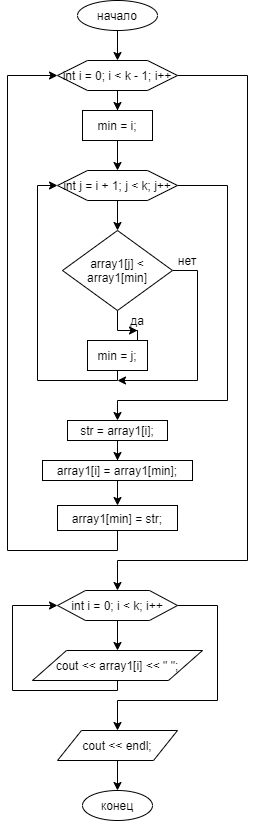 начало
int i = 0; i < k - 1; i++
min = i;
int j = i + 1; j < k; j++
array1[j] <
array1[min]
нет
да
min = j;
str = array1[i];
array1[i] = array1[min];
array1[min] = str;
int i = 0; i < k; i++
cout << array1[i] << " ";
cout << endl;
конец